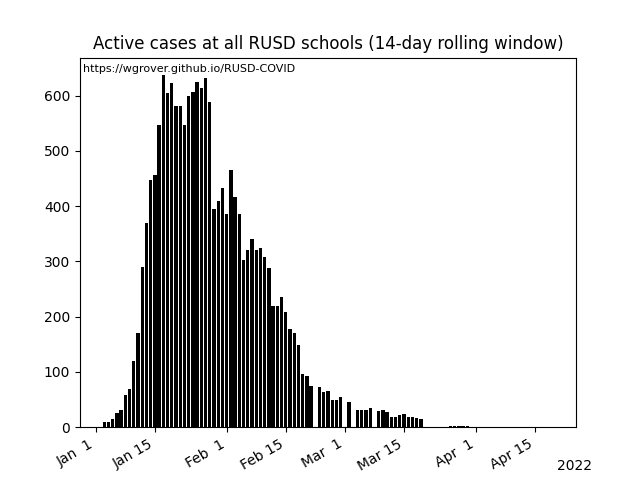 Active cases at all RUSD schools (14-day rolling window)
https://wgrover.github.io/RUSD-COVID
600
500
400
300
200
100
0
Jan 1
Jan 15
Feb 1
Feb 15
Mar 1
Mar 15
Apr 1
Apr 15
2022